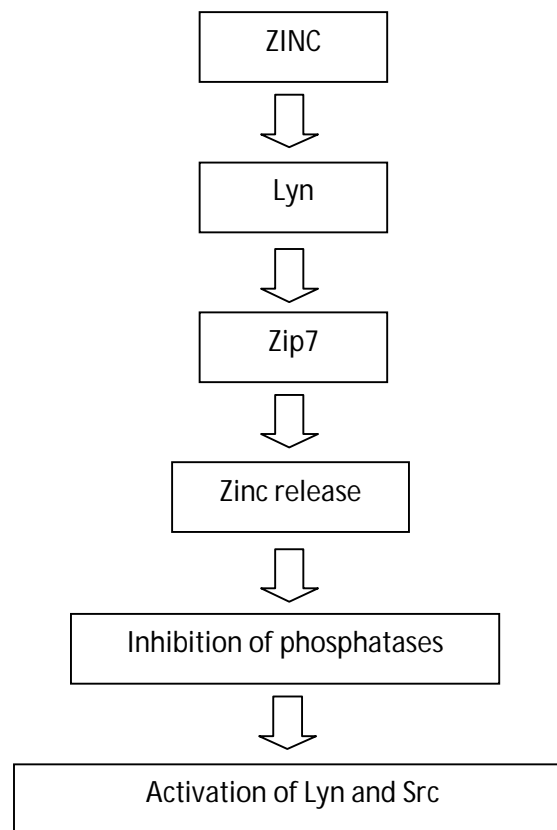 ZINC
Lyn
Zip7
Zinc release
Inhibition of phosphatases
Activation of Lyn and Src